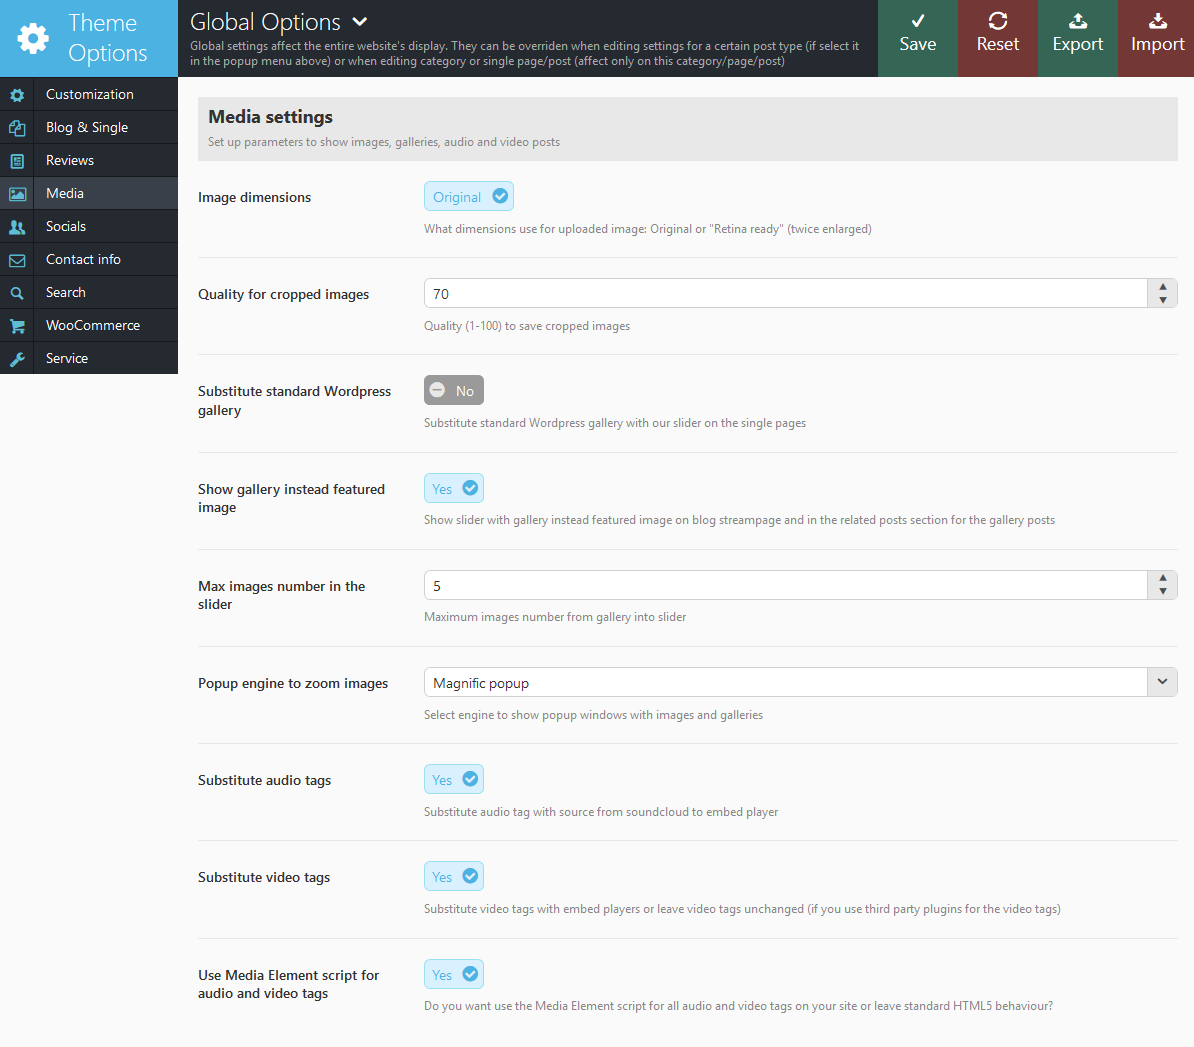 Theme
Options
Global Options
Global settings affect the entire website's display. They can be overriden when editing settings for a certain post type (if select it
in the popup menu above) or when editing category or single page/post (affect only on this category/page/post)
Save
Reset
Export
Import
Customization
Blog & Single
Reviews
Media
Socials
Contact info
Search
WooCommerce
Service
Media settings
Set up parameters to show images, galleries, audio and video posts
Image dimensions
Original
What dimensions use for uploaded image: Original or "Retina ready" (twice enlarged)
Quality for cropped images
70
Quality (1-100) to save cropped images
Substitute standard Wordpress
gallery
No
Substitute standard Wordpress gallery with our slider on the single pages
Show gallery instead featured
image
Yes
Show slider with gallery instead featured image on blog streampage and in the related posts section for the gallery posts
Max images number in the
slider
5
Maximum images number from gallery into slider
Popup engine to zoom images
Magnific popup
Select engine to show popup windows with images and galleries
Substitute audio tags
Yes
Substitute audio tag with source from soundcloud to embed player
Substitute video tags
Yes
Substitute video tags with embed players or leave video tags unchanged (if you use third party plugins for the video tags)
Use Media Element script for
audio and video tags
Yes
Do you want use the Media Element script for all audio and video tags on your site or leave standard HTML5 behaviour?